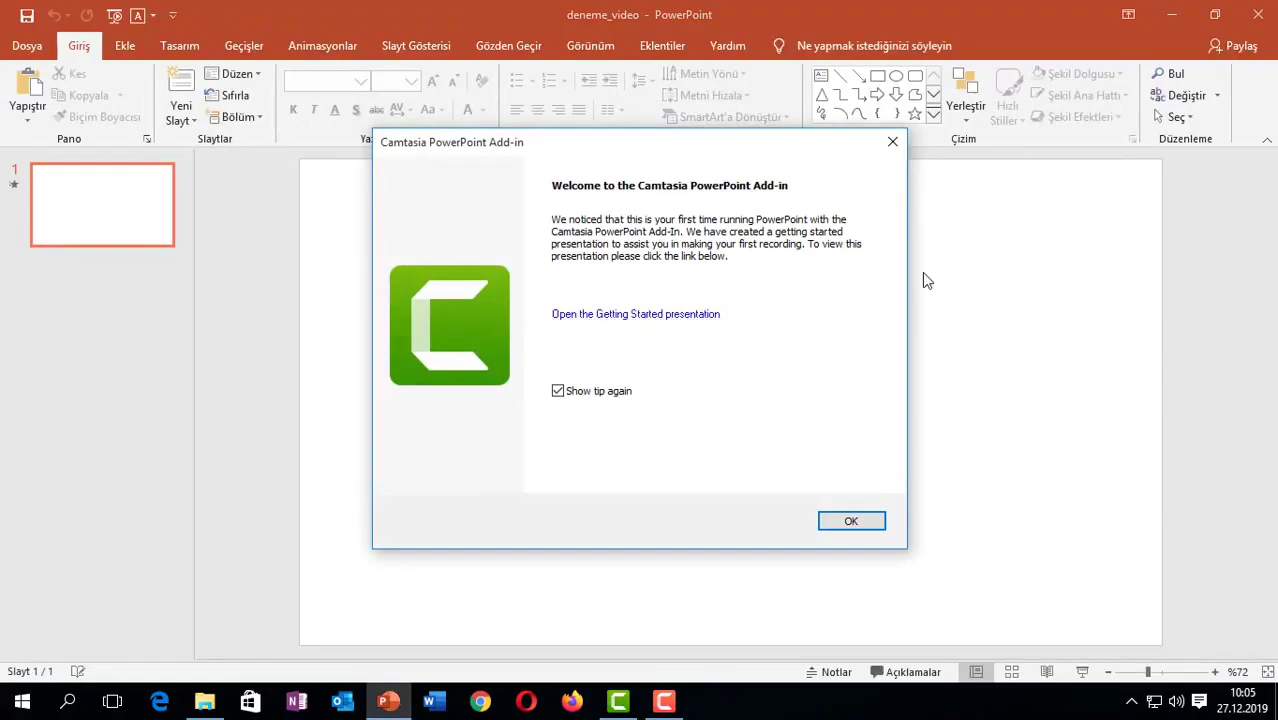 deneme_video - PowerPoint
Dosya Giriş Ekle Tasarım Geçişler Animasyonlar Slayt Gösterisi Gözden Geçir Görünüm Eklentiler Yardım Ne yapmak istediğinizi söyleyin Paylaş
Yapıştır
Kes
Kopyala
Biçim Boyacısı
Pano
Yeni
Slayt
Düzen
Sıfırla
Bölüm
Slaytlar
K T A S abc AV Aa A
Metin Yönü
Metni Hizala
SmartArt'a Dönüştür
Yerleştir
Hızlı
Stiller
Şekil Dolgusu
Şekil Ana Hattı
Şekil Efektleri
Çizim
Bul
Değiştir
Seç
Düzenleme
1
Camtasia PowerPoint Add-in
Welcome to the Camtasia PowerPoint Add-in
We noticed that this is your first time running PowerPoint with the
Camtasia PowerPoint Add-In. We have created a getting started
presentation to assist you in making your first recording. To view this
presentation please click the link below.
Open the Getting Started presentation
Show tip again
OK
Slayt 1 / 1
Notlar
Açıklamalar
%72
10:05
27.12.2019